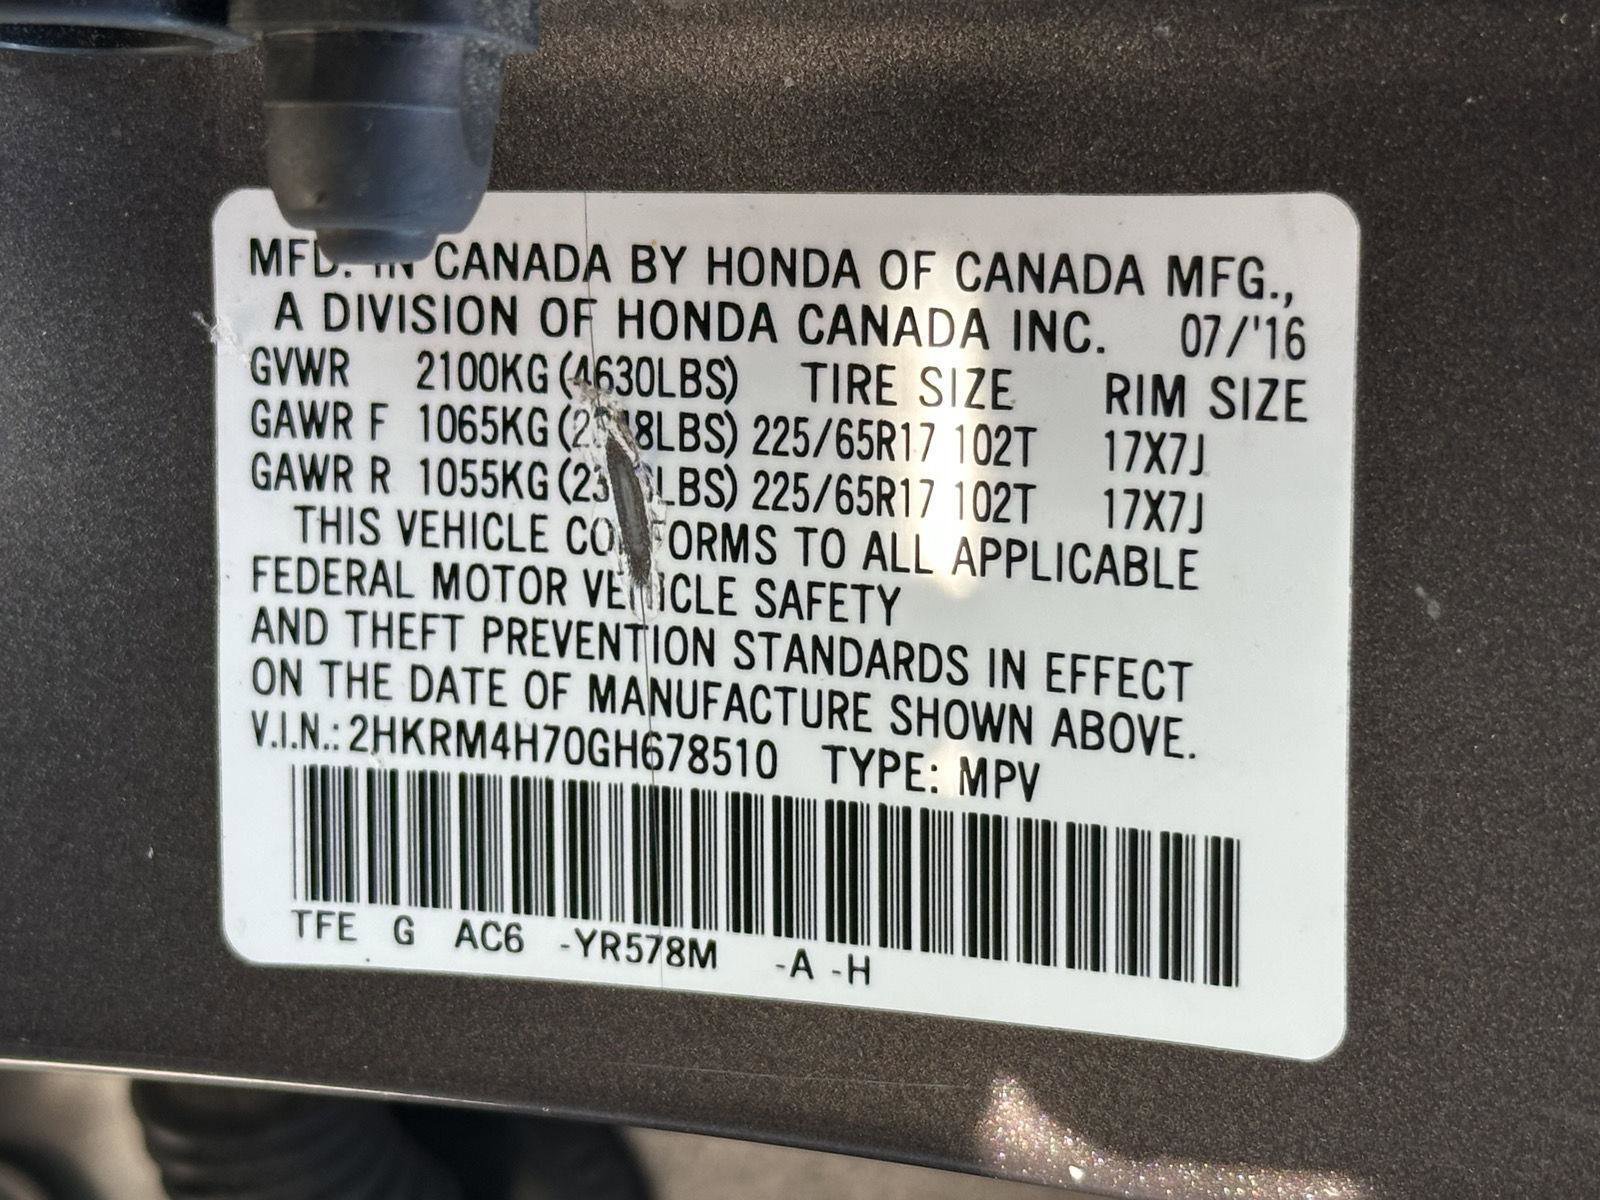 MFD. IN CANADA BY HONDA OF CANADA MFG.,
A DIVISION OF HONDA CANADA INC. 07/'16
GVWR 2100KG (4630LBS) TIRE SIZE RIM SIZE
GAWR F 1065KG 225/65R17 102T 17X7J
GAWR R 1055KG 225/65R17 102T 17X7J
THIS VEHICLE CONFORMS TO ALL APPLICABLE
FEDERAL MOTOR VEHICLE SAFETY
AND THEFT PREVENTION STANDARDS IN EFFECT
ON THE DATE OF MANUFACTURE SHOWN ABOVE.
V.I.N.: 2HKRM4H70GH678510 TYPE: MPV
TFE G AC6 -YR578M -A -H